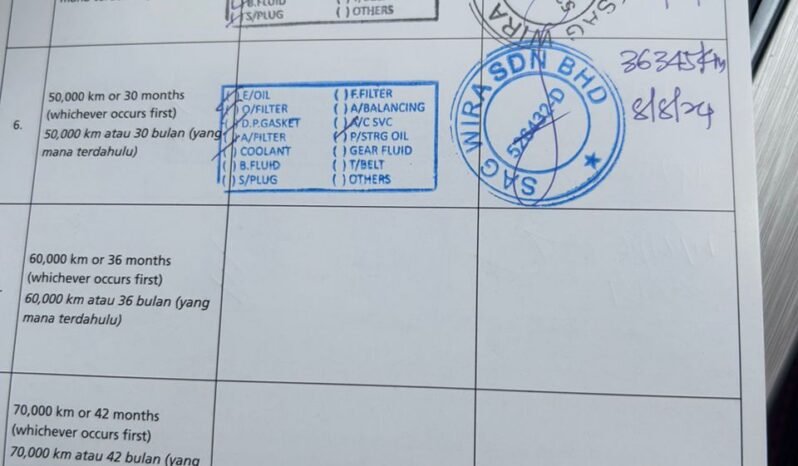 B.FLUID
S/PLUG
( ) OTHERS
SAG
WIRA
6.
50,000 km or 30 months
(whichever occurs first)
50,000 km atau 30 bulan (yang
mana terdahulu)
E/OIL
O/FILTER
D.P.GASKET
A/FILTER
COOLANT
( ) B.FLUID
( ) S/PLUG
( ) F.FILTER
( ) A/BALANCING
A/C SVC
( ) P/STRG OIL
( ) GEAR FLUID
( ) T/BELT
( ) OTHERS
SAG WIRA SDN BHD
526432-D
36345km
8/8/24
60,000 km or 36 months
(whichever occurs first)
60,000 km atau 36 bulan (yang
mana terdahulu)
70,000 km or 42 months
(whichever occurs first)
70,000 km atau 42 bulan (yang